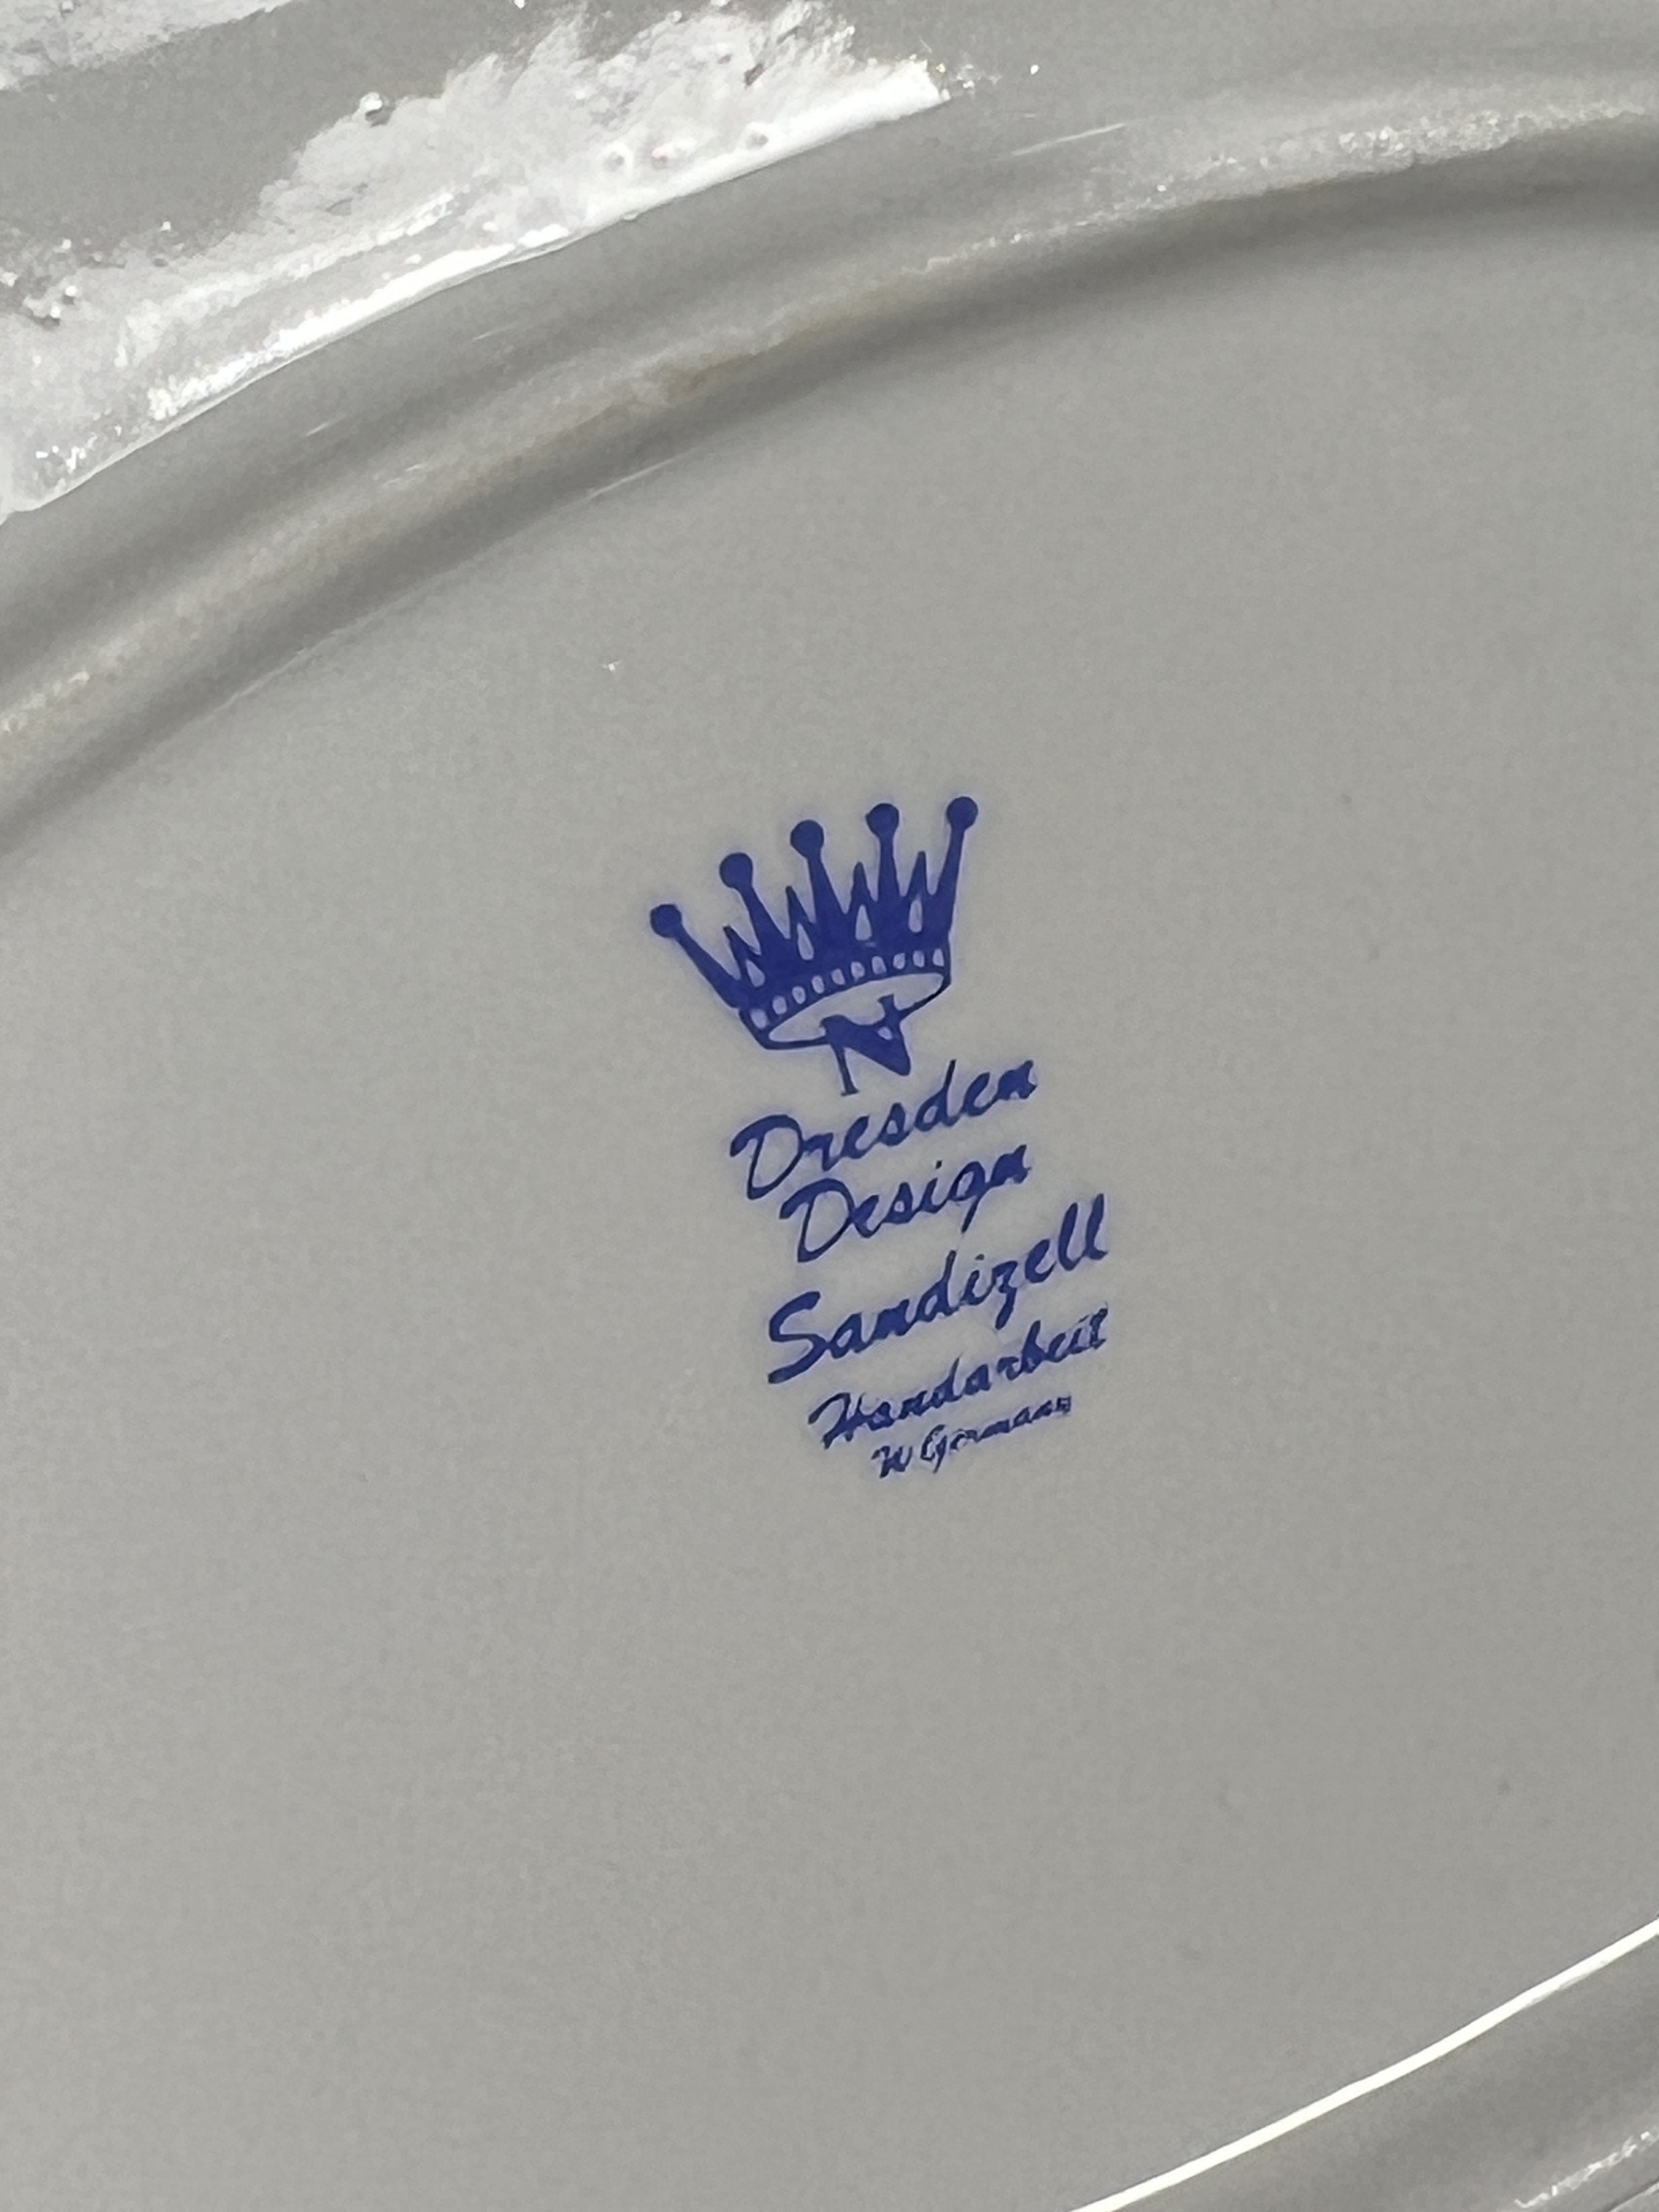 N
Dresden
Design
Sandizell
Handarbeit
W Germany